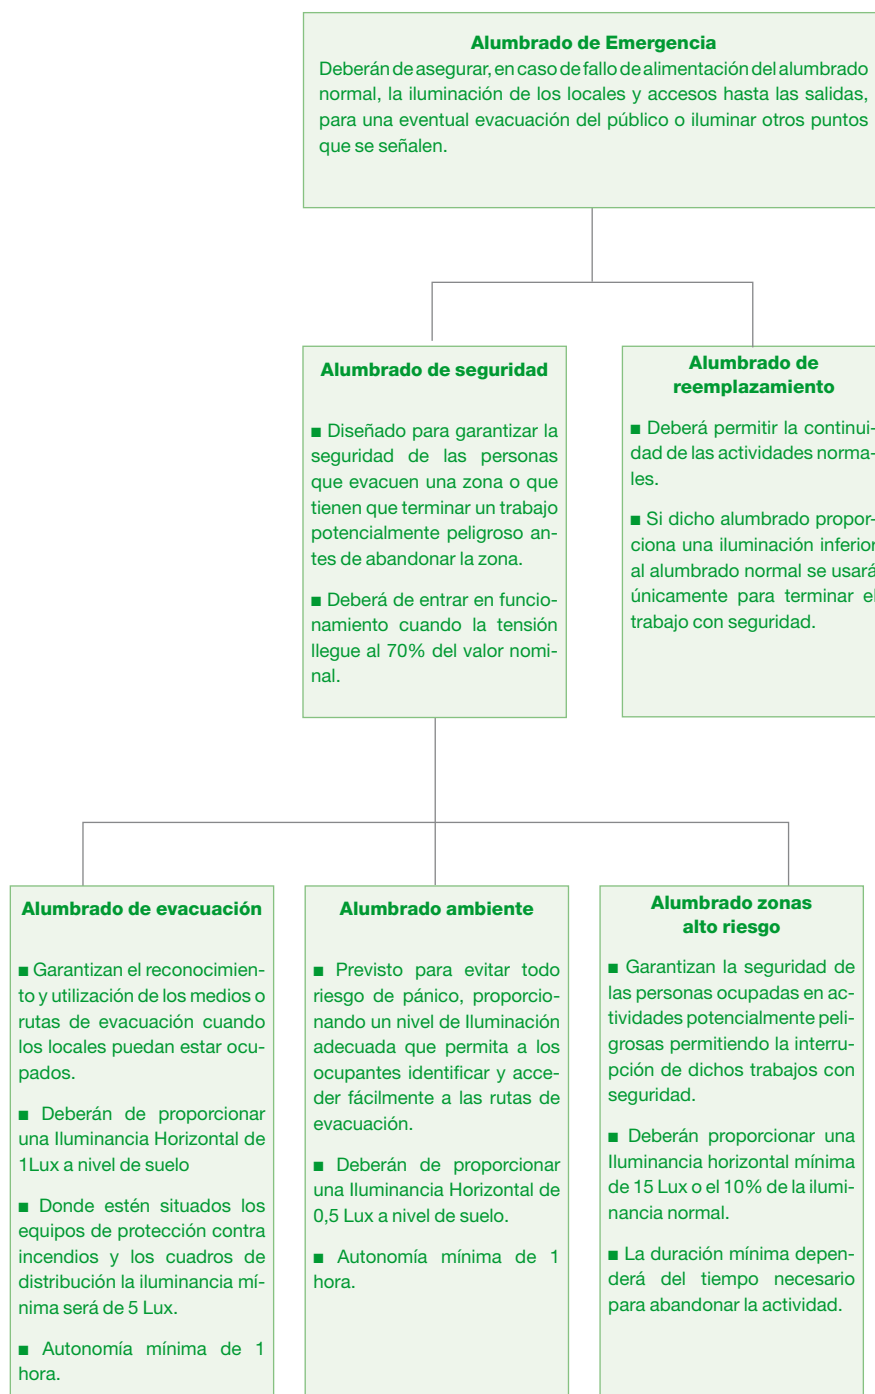 Alumbrado de Emergencia
Deberán de asegurar, en caso de fallo de alimentación del alumbrado
normal, la iluminación de los locales y accesos hasta las salidas,
para una eventual evacuación del público o iluminar otros puntos
que se señalen.
Alumbrado de seguridad
■ Diseñado para garantizar la
seguridad de las personas
que evacuen una zona o que
tienen que terminar un trabajo
potencialmente peligroso an-
tes de abandonar la zona.
■ Deberá de entrar en funcio-
namiento cuando la tensión
llegue al 70% del valor nomi-
nal.
Alumbrado de
reemplazamiento
■ Deberá permitir la continui-
dad de las actividades norma-
les.
■ Si dicho alumbrado propor-
ciona una iluminación inferior
al alumbrado normal se usará
únicamente para terminar el
trabajo con seguridad.
Alumbrado de evacuación
■ Garantizan el reconocimien-
to y utilización de los medios o
rutas de evacuación cuando
los locales puedan estar ocu-
pados.
■ Deberán de proporcionar
una Iluminancia Horizontal de
1Lux a nivel de suelo
■ Donde estén situados los
equipos de protección contra
incendios y los cuadros de
distribución la iluminancia mí-
nima será de 5 Lux.
■ Autonomía mínima de 1
hora.
Alumbrado ambiente
■ Previsto para evitar todo
riesgo de pánico, proporcio-
nando un nivel de Iluminación
adecuada que permita a los
ocupantes identificar y acce-
der fácilmente a las rutas de
evacuación.
■ Deberán de proporcionar
una Iluminancia Horizontal de
0,5 Lux a nivel de suelo.
■ Autonomía mínima de 1
hora.
Alumbrado zonas
alto riesgo
■ Garantizan la seguridad de
las personas ocupadas en ac-
tividades potencialmente peli-
grosas permitiendo la interru-
pción de dichos trabajos con
seguridad.
■ Deberán proporcionar una
Iluminancia horizontal mínima
de 15 Lux o el 10% de la ilumi-
nancia normal.
■ La duración mínima depen-
derá del tiempo necesario
para abandonar la actividad.